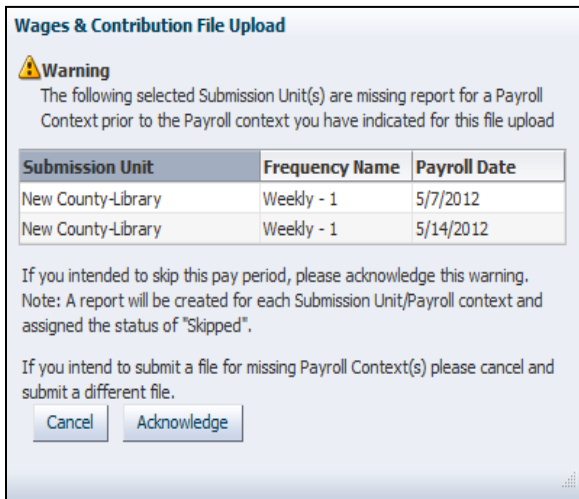 Wages & Contribution File Upload
Warning
The following selected Submission Unit(s) are missing report for a Payroll
Context prior to the Payroll context you have indicated for this file upload
Submission Unit Frequency Name Payroll Date
New County-Library Weekly - 1 5/7/2012
New County-Library Weekly - 1 5/14/2012
If you intended to skip this pay period, please acknowledge this warning.
Note: A report will be created for each Submission Unit/Payroll context and
assigned the status of "Skipped".
If you intend to submit a file for missing Payroll Context(s) please cancel and
submit a different file.
Cancel Acknowledge